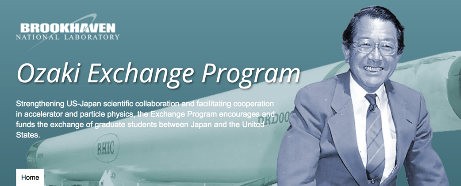 BROOKHAVEN
NATIONAL LABORATORY
Ozaki Exchange Program
Strengthening US-Japan scientific collaboration and facilitating cooperation
in accelerator and particle physics, the Exchange Program encourages and
funds the exchange of graduate students between Japan and the United
States.
RHIC
Home